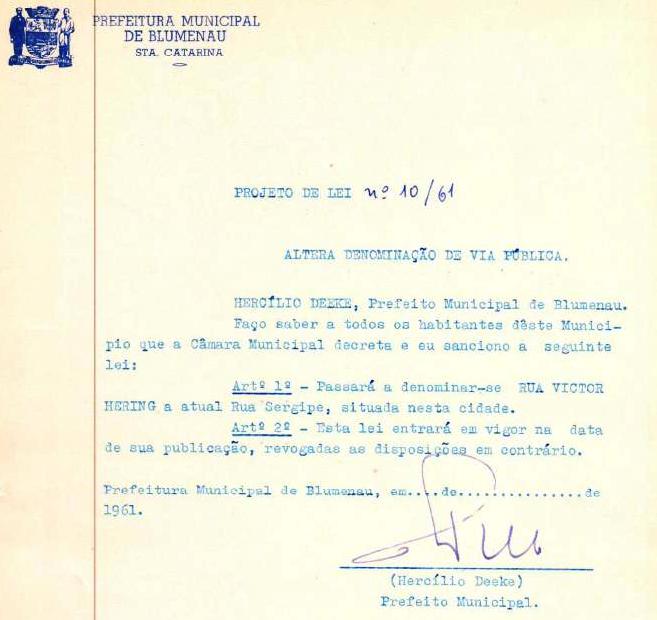 PREFEITURA MUNICIPAL
DE BLUMENAU
STA. CATARINA
PROJETO DE LEI nº 10/61
ALTERA DENOMINAÇÃO DE VIA PÚBLICA.
HERCÍLIO DEEKE, Prefeito Municipal de Blumenau.
Faço saber a todos os habitantes dêste Munici-
pio que a Câmara Municipal decreta e eu sanciono a seguinte
lei:
Artº 1º - Passará a denominar-se RUA VICTOR
HERING a atual Rua Sergipe, situada nesta cidade.
Artº 2º - Esta lei entrará em vigor na data
de sua publicação, revogadas as disposições em contrário.
Prefeitura Municipal de Blumenau, em....de...............de
1961.
(Hercílio Deeke)
Prefeito Municipal.